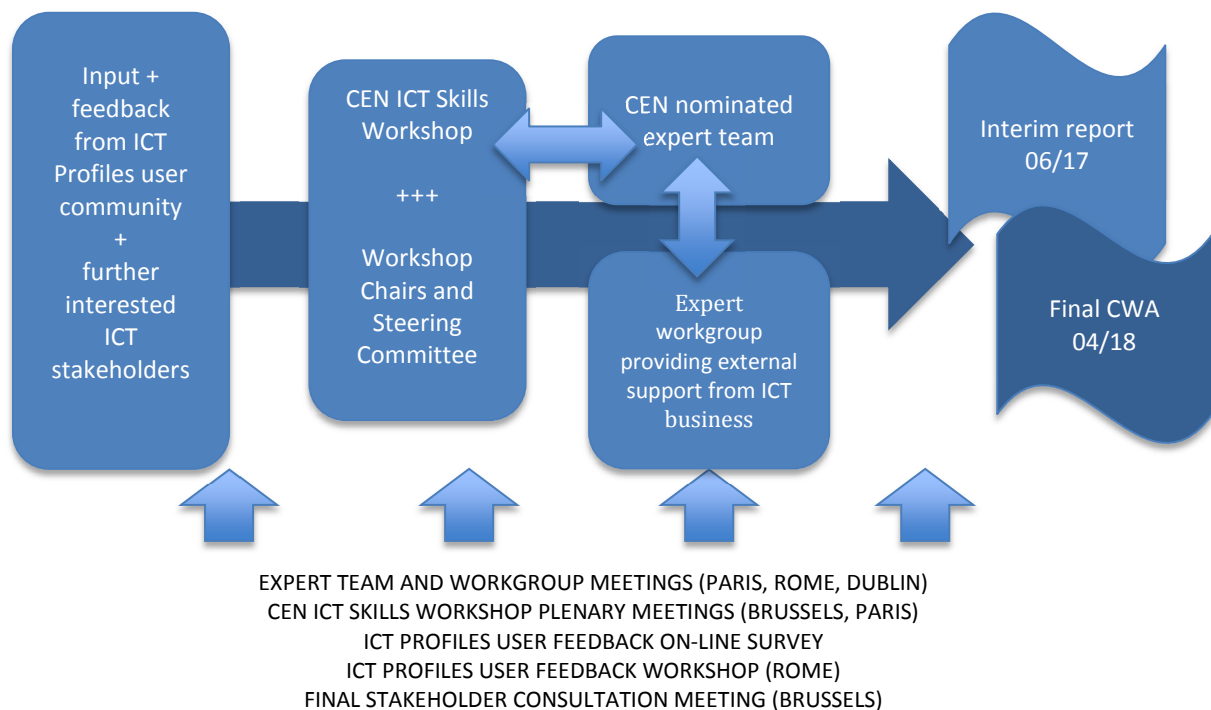 Input +
feedback
from ICT
Profiles user
community
+
further
interested
ICT
stakeholders
CEN ICT Skills
Workshop
+++
Workshop
Chairs and
Steering
Committee
CEN nominated
expert team
Expert
workgroup
providing external
support from ICT
business
Interim report
06/17
Final CWA
04/18
EXPERT TEAM AND WORKGROUP MEETINGS (PARIS, ROME, DUBLIN)
CEN ICT SKILLS WORKSHOP PLENARY MEETINGS (BRUSSELS, PARIS)
ICT PROFILES USER FEEDBACK ON-LINE SURVEY
ICT PROFILES USER FEEDBACK WORKSHOP (ROME)
FINAL STAKEHOLDER CONSULTATION MEETING (BRUSSELS)